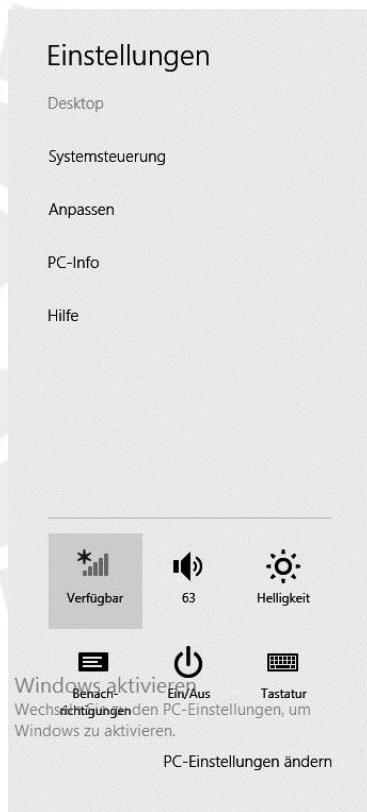 Einstellungen
Desktop
Systemsteuerung
Anpassen
PC-Info
Hilfe
Verfügbar
63
Helligkeit
Benach-
richtigungen
Ein/Aus
Tastatur
Windows aktivieren
Wechseln Sie zu den PC-Einstellungen, um
Windows zu aktivieren.
PC-Einstellungen ändern